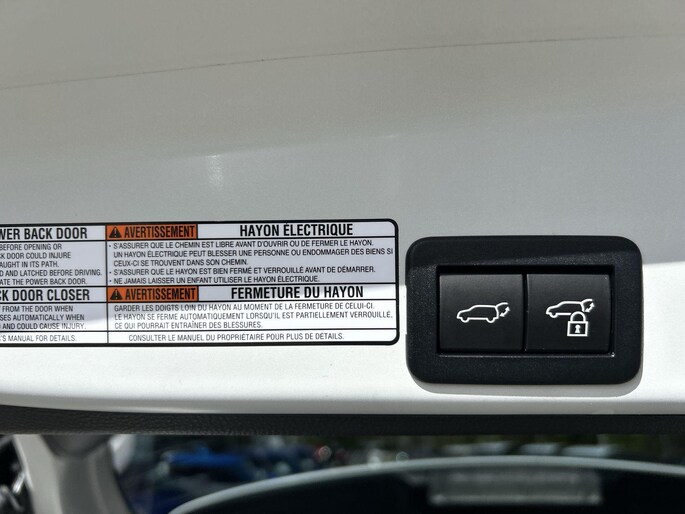 WER BACK DOOR
BEFORE OPENING OR
CK DOOR COULD INJURE
AUGHT IN ITS PATH.
D AND LATCHED BEFORE DRIVING.
ATE THE POWER BACK DOOR.
CK DOOR CLOSER
FROM THE DOOR WHEN
SES AUTOMATICALLY WHEN
D AND COULD CAUSE INJURY.
'S MANUAL FOR DETAILS.
AVERTISSEMENT HAYON ÉLECTRIQUE
• S'ASSURER QUE LE CHEMIN EST LIBRE AVANT D'OUVRIR OU DE FERMER LE HAYON.
UN HAYON ÉLECTRIQUE PEUT BLESSER UNE PERSONNE OU ENDOMMAGER DES BIENS SI
CEUX-CI SE TROUVENT DANS SON CHEMIN.
• S'ASSURER QUE LE HAYON EST BIEN FERMÉ ET VERROUILLÉ AVANT DE DÉMARRER.
• NE JAMAIS LAISSER UN ENFANT UTILISER LE HAYON ÉLECTRIQUE.
AVERTISSEMENT FERMETURE DU HAYON
GARDER LES DOIGTS LOIN DU HAYON AU MOMENT DE LA FERMETURE DE CELUI-CI.
LE HAYON SE FERME AUTOMATIQUEMENT LORSQU'IL EST PARTIELLEMENT VERROUILLÉ,
CE QUI POURRAIT ENTRAÎNER DES BLESSURES.
CONSULTER LE MANUEL DU PROPRIÉTAIRE POUR PLUS DE DÉTAILS.